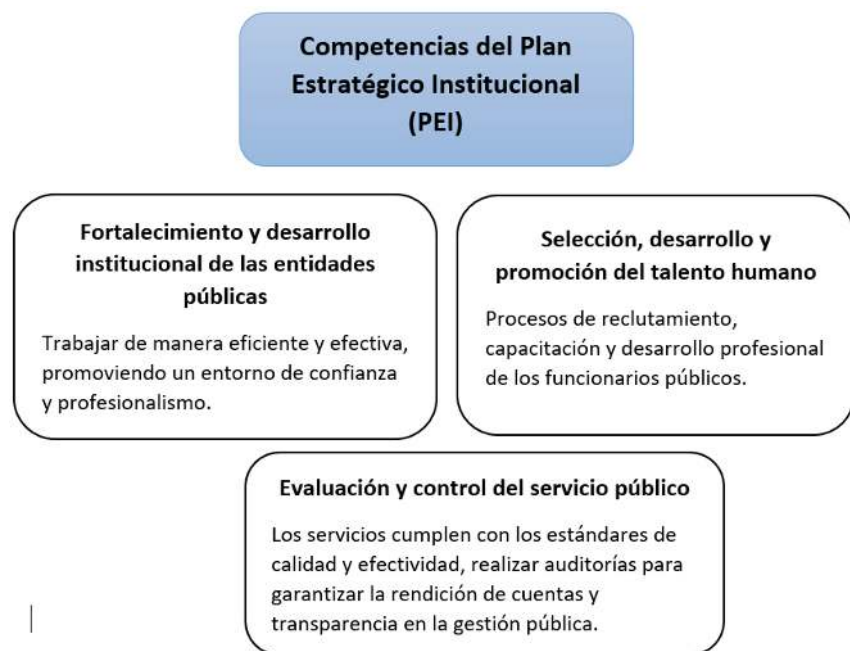 Competencias del Plan
Estratégico Institucional
(PEI)
Fortalecimiento y desarrollo
institucional de las entidades
públicas
Trabajar de manera eficiente y efectiva,
promoviendo un entorno de confianza
y profesionalismo.
Selección, desarrollo y
promoción del talento humano
Procesos de reclutamiento,
capacitación y desarrollo profesional
de los funcionarios públicos.
Evaluación y control del servicio público
Los servicios cumplen con los estándares de
calidad y efectividad, realizar auditorías para
garantizar la rendición de cuentas y
transparencia en la gestión pública.